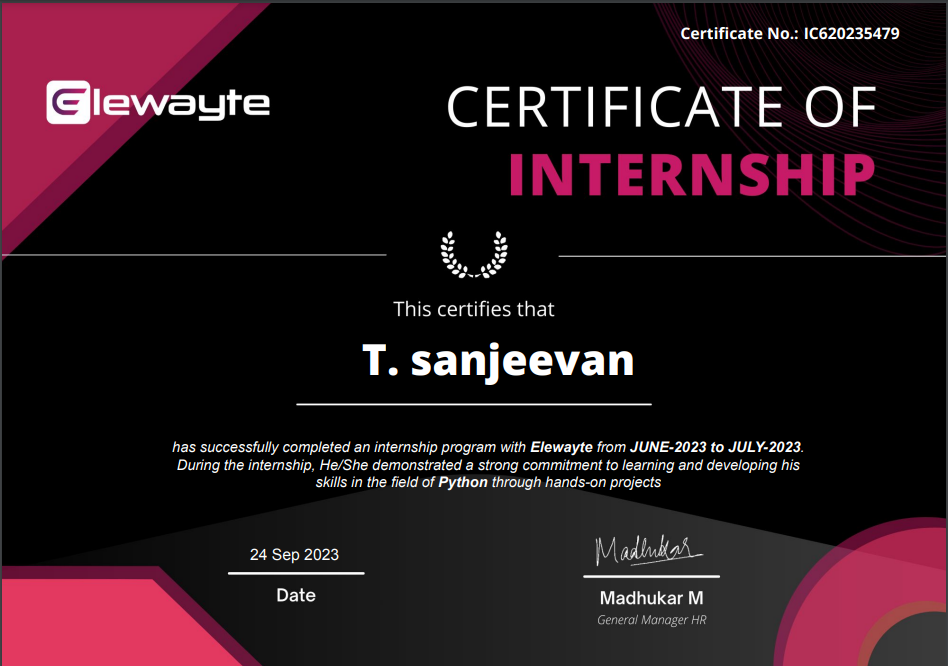 Certificate No.: IC620235479
Elewayte
CERTIFICATE OF
INTERNSHIP
This certifies that
T. sanjeevan
has successfully completed an internship program with Elewayte from JUNE-2023 to JULY-2023.
During the internship, He/She demonstrated a strong commitment to learning and developing his
skills in the field of Python through hands-on projects
24 Sep 2023
Date
Madhukar
Madhukar M
General Manager HR